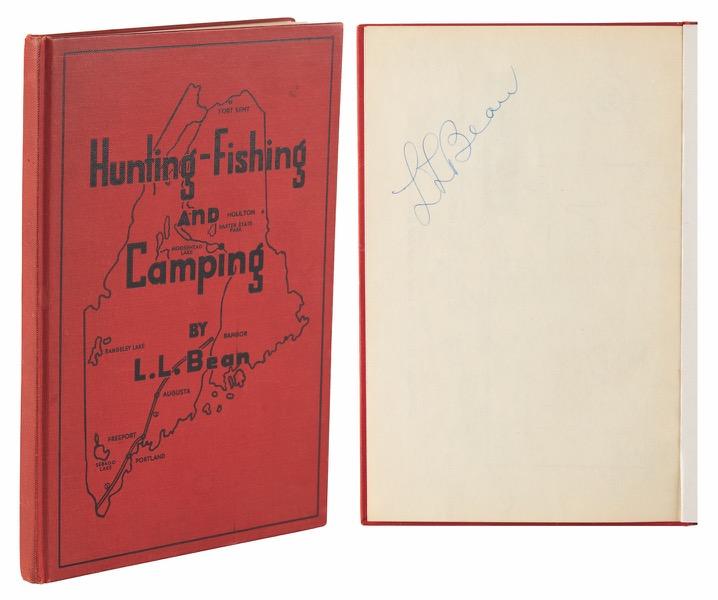 FORT KENT
Hunting-Fishing
AND
HOULTON
BAXTER STATE
PARK
MOOSEHEAD
LAKE
Camping
BY
BANGOR
RANGELEY LAKE
L.L. Bean
AUGUSTA
FREEPORT
SEBAGO
LAKE
PORTLAND
LL Bean